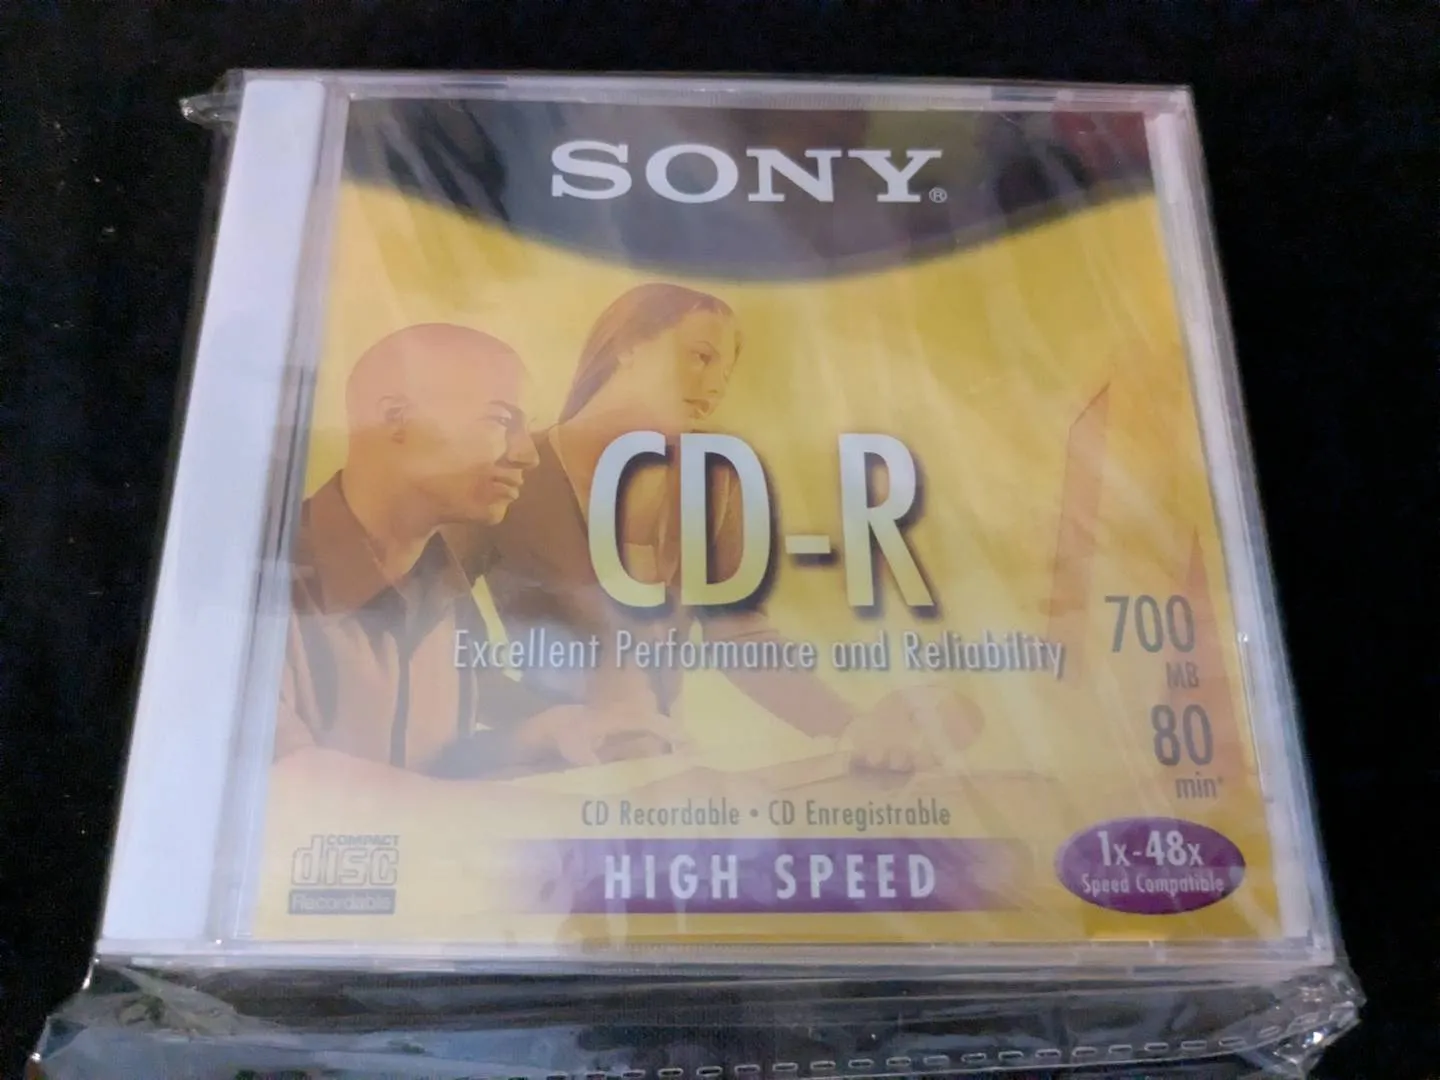 SONY®
CD-R
Excellent Performance and Reliability
700
MB
80
min*
CD Recordable • CD Enregistrable
COMPACT
disc
Recordable
HIGH SPEED
1x-48x
Speed Compatible